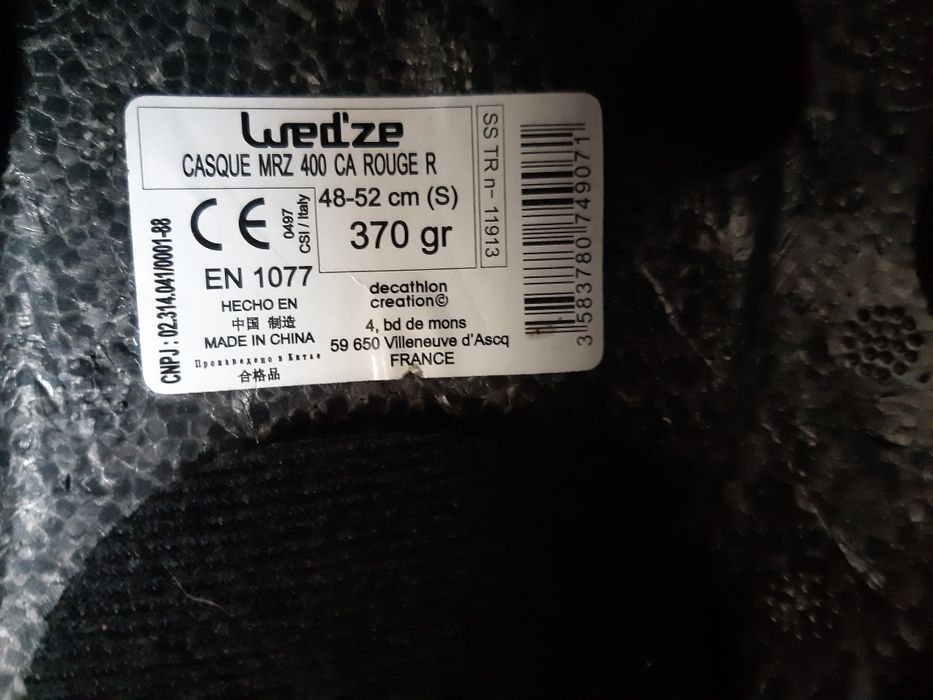 Wed'ze
CASQUE MRZ 400 CA ROUGE R
48-52 cm (S)
370 gr
CE
0497
CSI / Italy
EN 1077
HECHO EN
中国 制造
MADE IN CHINA
Произведено в Китае
合格品
decathlon
creation©
4, bd de mons
59 650 Villeneuve d'Ascq
FRANCE
CNPJ : 02.314.041/0001-88
SS TR n- 11913
3 583780 749071